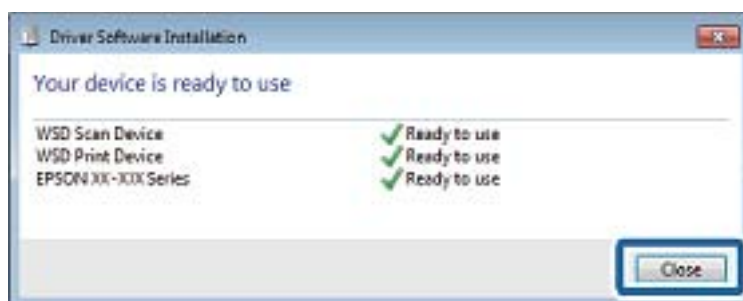 Driver Software Installation
Your device is ready to use
WSD Scan Device Ready to use
WSD Print Device Ready to use
EPSON XX-XXX Series Ready to use
Close